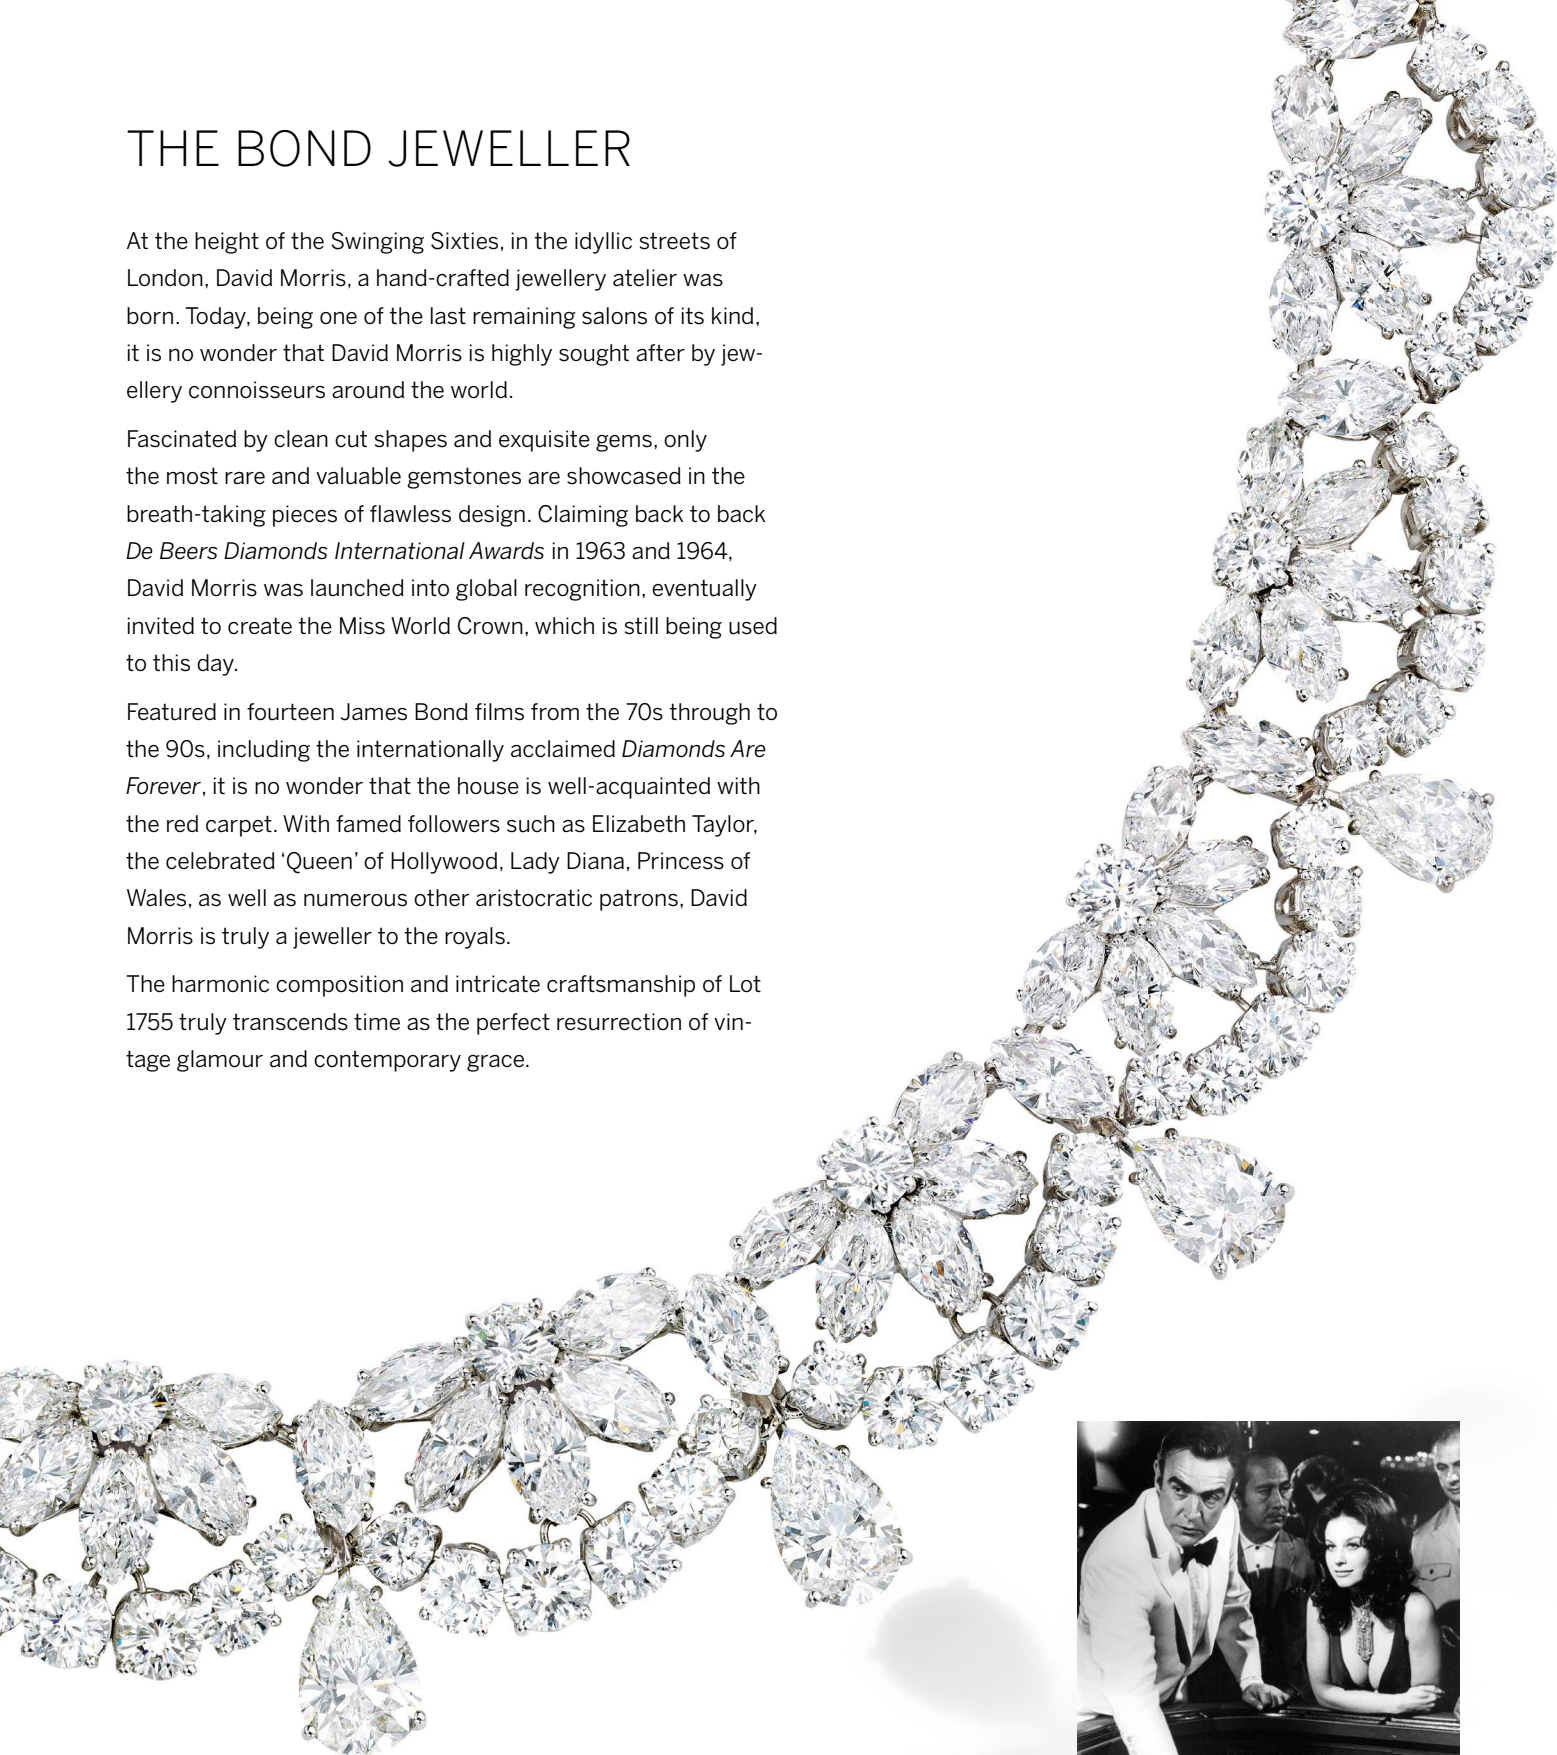 THE BOND JEWELLER
At the height of the Swinging Sixties, in the idyllic streets of
London, David Morris, a hand-crafted jewellery atelier was
born. Today, being one of the last remaining salons of its kind,
it is no wonder that David Morris is highly sought after by jew-
ellery connoisseurs around the world.
Fascinated by clean cut shapes and exquisite gems, only
the most rare and valuable gemstones are showcased in the
breath-taking pieces of flawless design. Claiming back to back
De Beers Diamonds International Awards in 1963 and 1964,
David Morris was launched into global recognition, eventually
invited to create the Miss World Crown, which is still being used
to this day.
Featured in fourteen James Bond films from the 70s through to
the 90s, including the internationally acclaimed Diamonds Are
Forever, it is no wonder that the house is well-acquainted with
the red carpet. With famed followers such as Elizabeth Taylor,
the celebrated ‘Queen’ of Hollywood, Lady Diana, Princess of
Wales, as well as numerous other aristocratic patrons, David
Morris is truly a jeweller to the royals.
The harmonic composition and intricate craftsmanship of Lot
1755 truly transcends time as the perfect resurrection of vin-
tage glamour and contemporary grace.